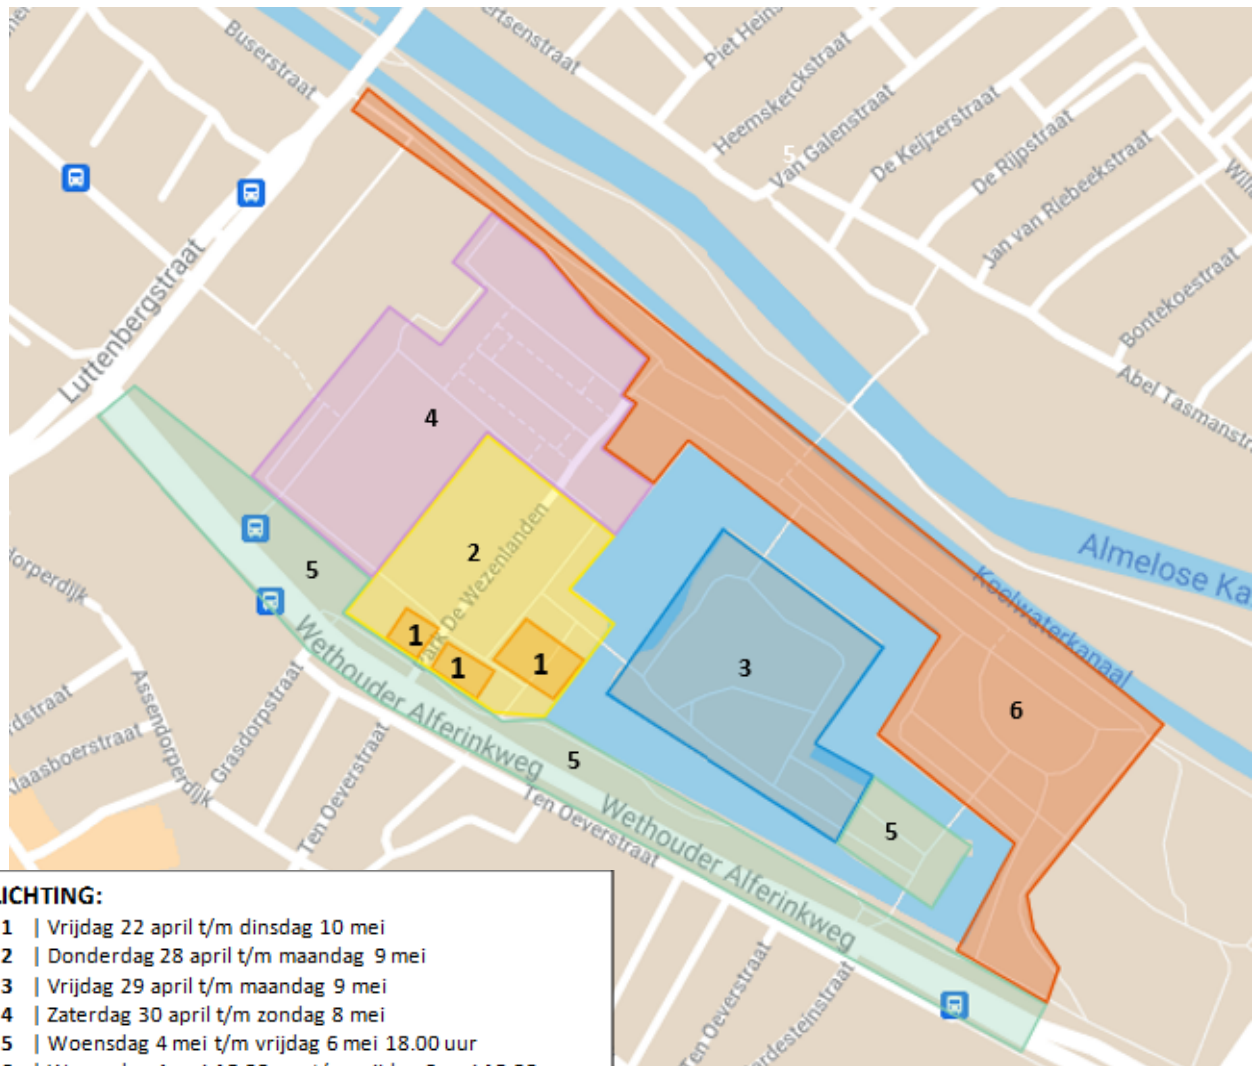 Buserstraat
Piet Hein
Heemskerckstraat
5
Van Galenstraat
De Keijzerstraat
De Rijpstraat
Jan van Riebeekstraat
Bontekoestraat
Abel Tasmanstr
Luttenbergstraat
4
Almelose Ka
Koelwaterkanaal
2
Park De Wezenlanden
5
1
1
1
3
6
5
5
Wethouder Alferinkweg
Wethouder Alferinkweg
Assendorperdijk
Grasdorpstraat
Ten Oeverstraat
Ten Oeverstraat
Ten Oeverstraat
LICHTING:
1 | Vrijdag 22 april t/m dinsdag 10 mei
2 | Donderdag 28 april t/m maandag 9 mei
3 | Vrijdag 29 april t/m maandag 9 mei
4 | Zaterdag 30 april t/m zondag 8 mei
5 | Woensdag 4 mei t/m vrijdag 6 mei 18.00 uur